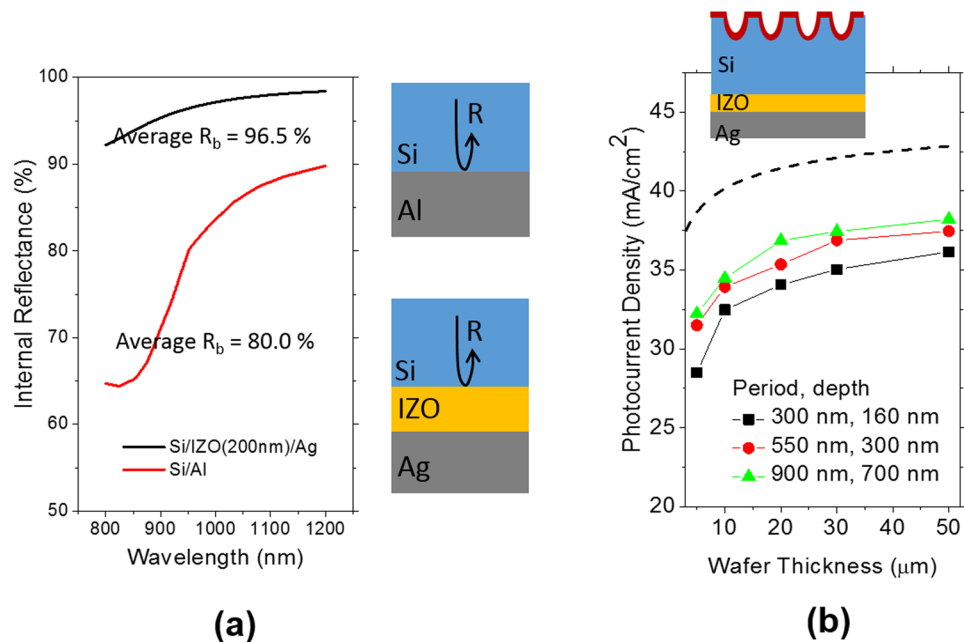 100
90
80
70
60
50
Internal Reflectance (%)
Average R_b = 96.5 %
Average R_b = 80.0 %
Si/IZO(200nm)/Ag
Si/Al
800 900 1000 1100 1200
Wavelength (nm)
R
Si
Al
R
Si
IZO
Ag
(a)
Si
IZO
Ag
45
40
35
30
25
20
Photocurrent Density (mA/cm²)
Period, depth
300 nm, 160 nm
550 nm, 300 nm
900 nm, 700 nm
10 20 30 40 50
Wafer Thickness (μm)
(b)